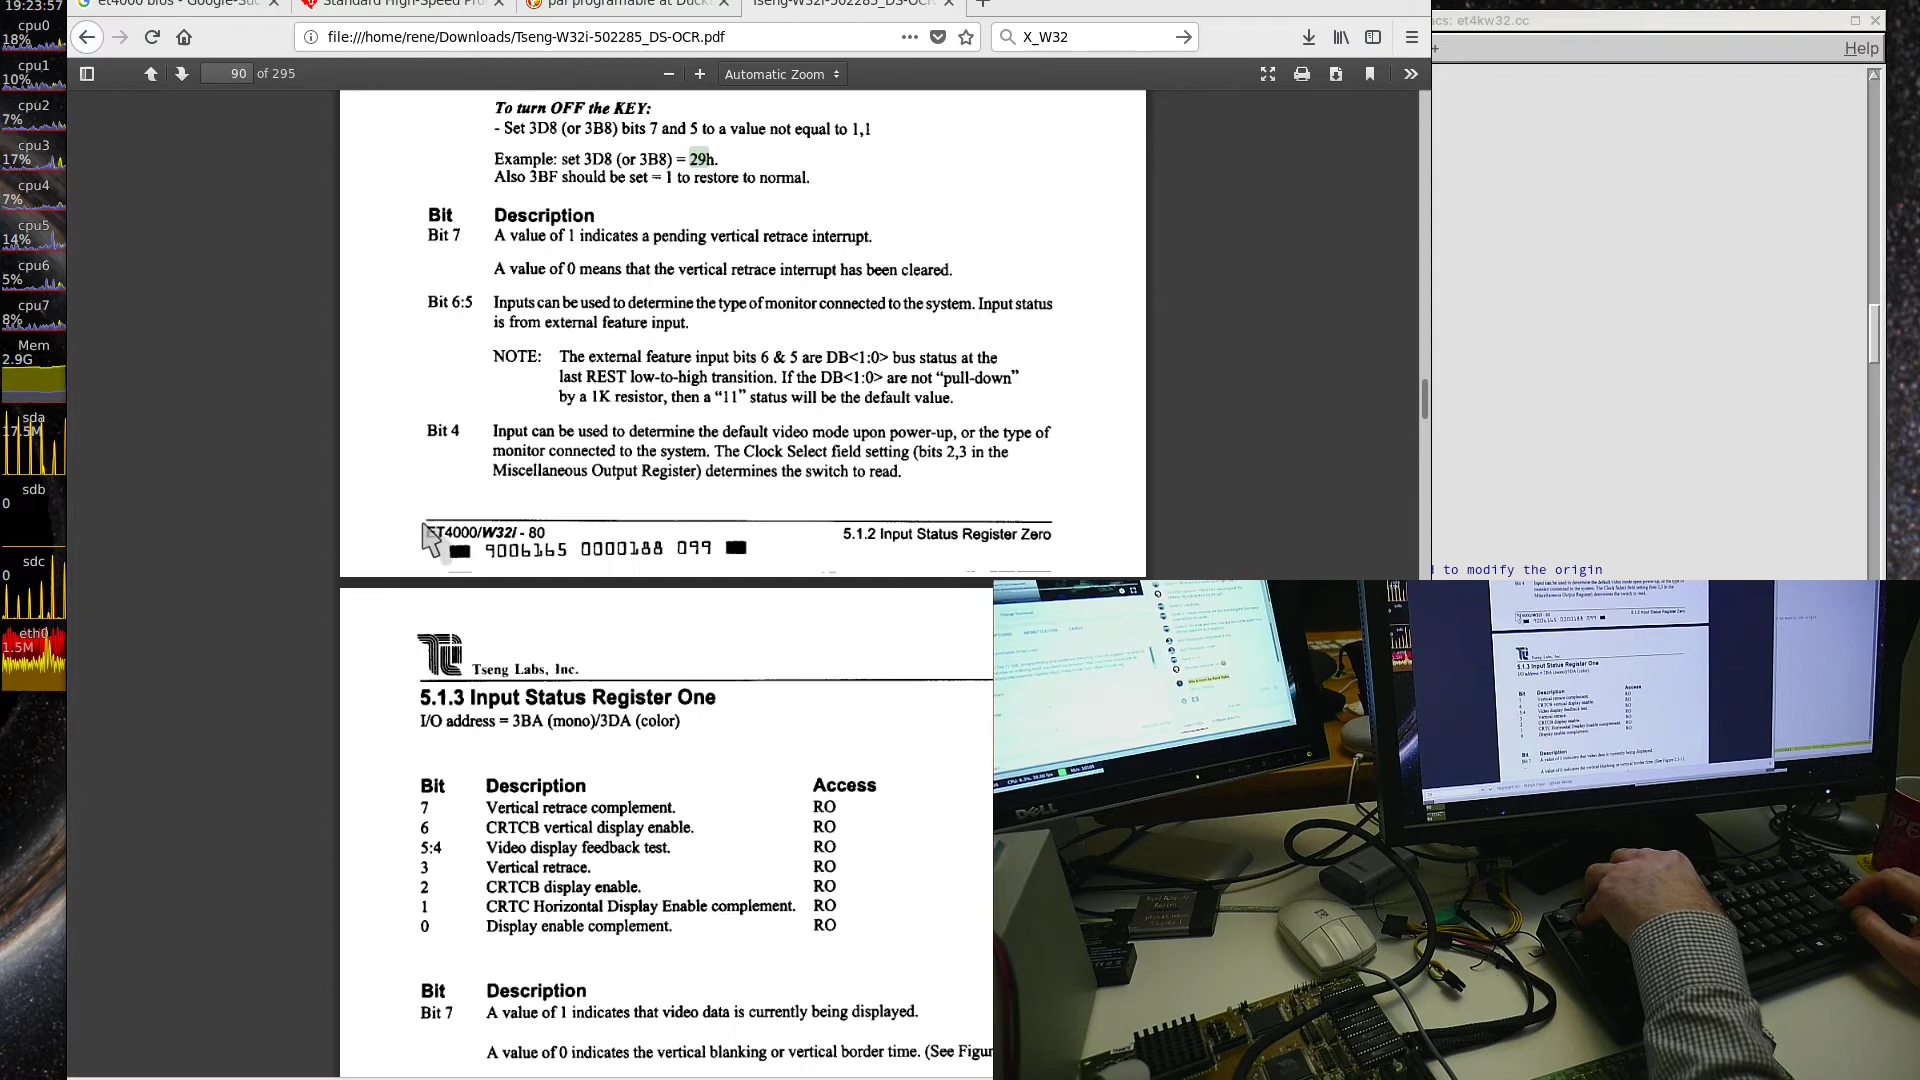 19:23:57
cpu0
18%
cpu1
10%
cpu2
7%
cpu3
17%
cpu4
7%
cpu5
14%
cpu6
5%
cpu7
8%
Mem
2.9G
sda
17.5M
sdb
0
sdc
0
eth0
1.5M
et4000 bios - Google-Suc
Standard High-Speed Pro
pal programable at Duckd
Tseng-W32i-502285_DS-OCR
file:///home/rene/Downloads/Tseng-W32i-502285_DS-OCR.pdf
X_W32
90 of 295
Automatic Zoom
acs: et4kw32.cc
Help
To turn OFF the KEY:
- Set 3D8 (or 3B8) bits 7 and 5 to a value not equal to 1,1
Example: set 3D8 (or 3B8) = 29h.
Also 3BF should be set = 1 to restore to normal.
Bit Description
Bit 7 A value of 1 indicates a pending vertical retrace interrupt.
A value of 0 means that the vertical retrace interrupt has been cleared.
Bit 6:5 Inputs can be used to determine the type of monitor connected to the system. Input status
is from external feature input.
NOTE: The external feature input bits 6 & 5 are DB<1:0> bus status at the
last REST low-to-high transition. If the DB<1:0> are not "pull-down"
by a 1K resistor, then a "11" status will be the default value.
Bit 4 Input can be used to determine the default video mode upon power-up, or the type of
monitor connected to the system. The Clock Select field setting (bits 2,3 in the
Miscellaneous Output Register) determines the switch to read.
ET4000/W32i - 80 5.1.2 Input Status Register Zero
9006165 0000188 099
d to modify the origin
Tseng Labs, Inc.
5.1.3 Input Status Register One
I/O address = 3BA (mono)/3DA (color)
Bit Description Access
7 Vertical retrace complement. RO
6 CRTCB vertical display enable. RO
5:4 Video display feedback test. RO
3 Vertical retrace. RO
2 CRTCB display enable. RO
1 CRTC Horizontal Display Enable complement. RO
0 Display enable complement. RO
Bit Description
Bit 7 A value of 1 indicates that video data is currently being displayed.
A value of 0 indicates the vertical blanking or vertical border time. (See Figur
DELL